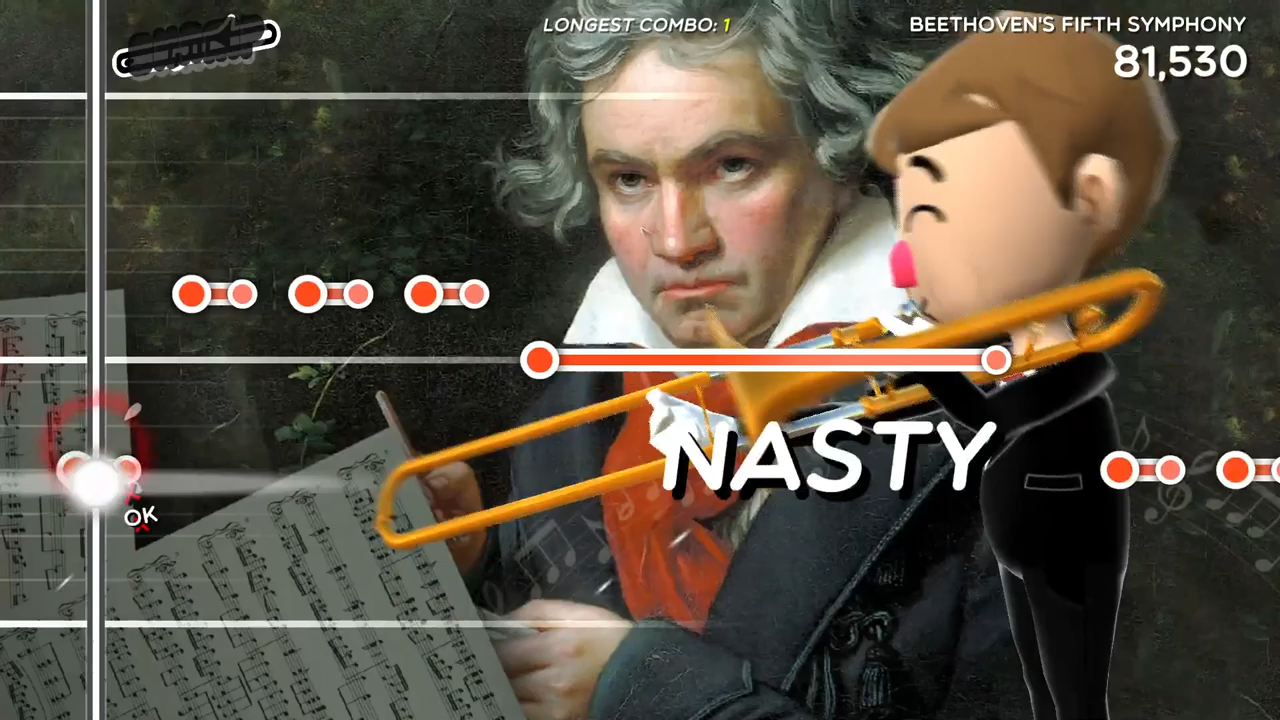 LONGEST COMBO: 1
BEETHOVEN'S FIFTH SYMPHONY
81,530
NASTY
OK